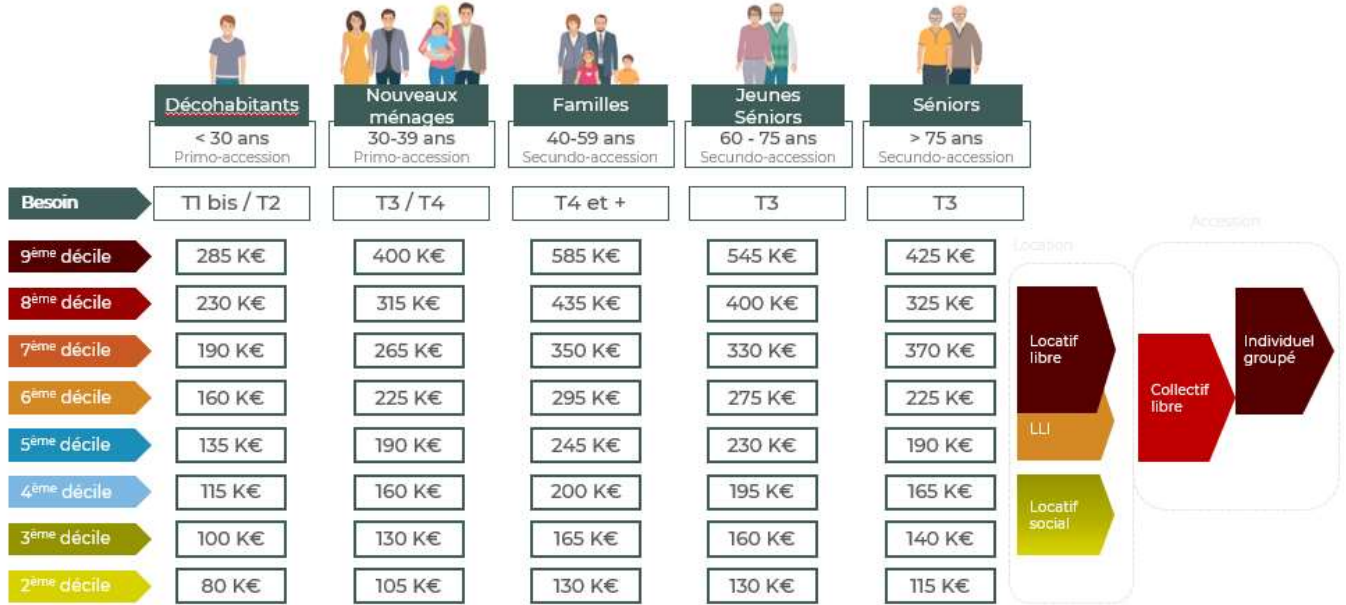 Décohabitants
Nouveaux
ménages
Familles
Jeunes
Séniors
Séniors
< 30 ans
Primo-accession
30-39 ans
Primo-accession
40-59 ans
Secundo-accession
60 - 75 ans
Secundo-accession
> 75 ans
Secundo-accession
Besoin
T1 bis / T2
T3 / T4
T4 et +
T3
T3
9ème décile
285 K€
400 K€
585 K€
545 K€
425 K€
8ème décile
230 K€
315 K€
435 K€
400 K€
325 K€
7ème décile
190 K€
265 K€
350 K€
330 K€
370 K€
6ème décile
160 K€
225 K€
295 K€
275 K€
225 K€
5ème décile
135 K€
190 K€
245 K€
230 K€
190 K€
4ème décile
115 K€
160 K€
200 K€
195 K€
165 K€
3ème décile
100 K€
130 K€
165 K€
160 K€
140 K€
2ème décile
80 K€
105 K€
130 K€
130 K€
115 K€
Location
Accession
Locatif
libre
LLI
Locatif
social
Collectif
libre
Individuel
groupé